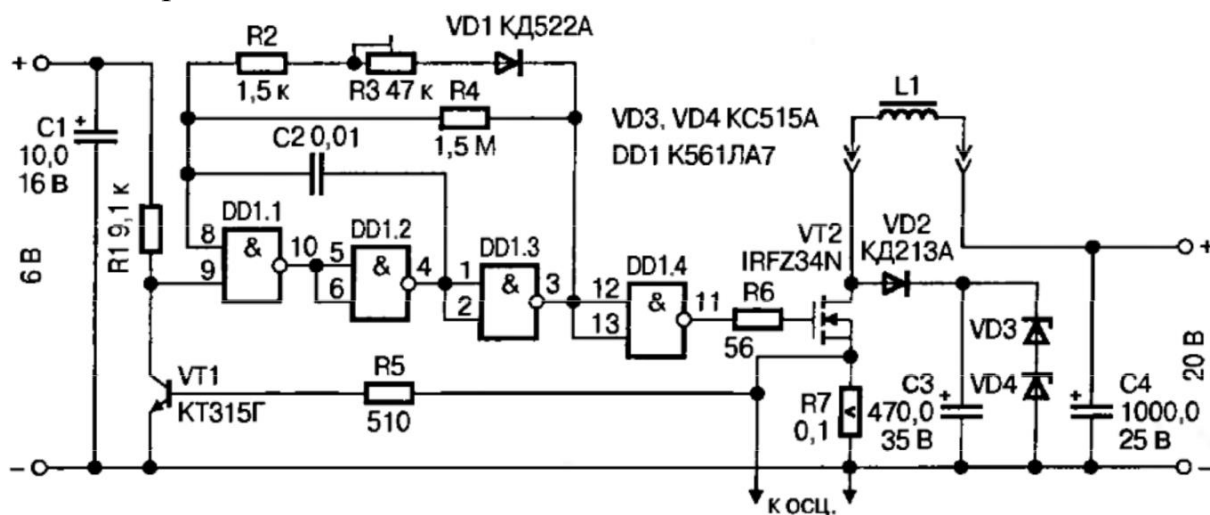 VD1 КД522А
R2
1,5 к
R3 47 к
R4
1,5 М
C2 0,01
VD3, VD4 КС515А
DD1 К561ЛА7
L1
+
C1
+
10,0
16 В
R1 9,1 к
6 В
8
9
DD1.1
&
10
5
6
DD1.2
&
4
1
2
DD1.3
&
3
12
13
DD1.4
&
11
R6
56
VT2
IRFZ34N
VD2
КД213А
+
VT1
КТ315Г
R5
510
R7
0,1
C3
+
470,0
35 В
VD3
VD4
C4
+
1000,0
25 В
20 В
–
–
к осц.